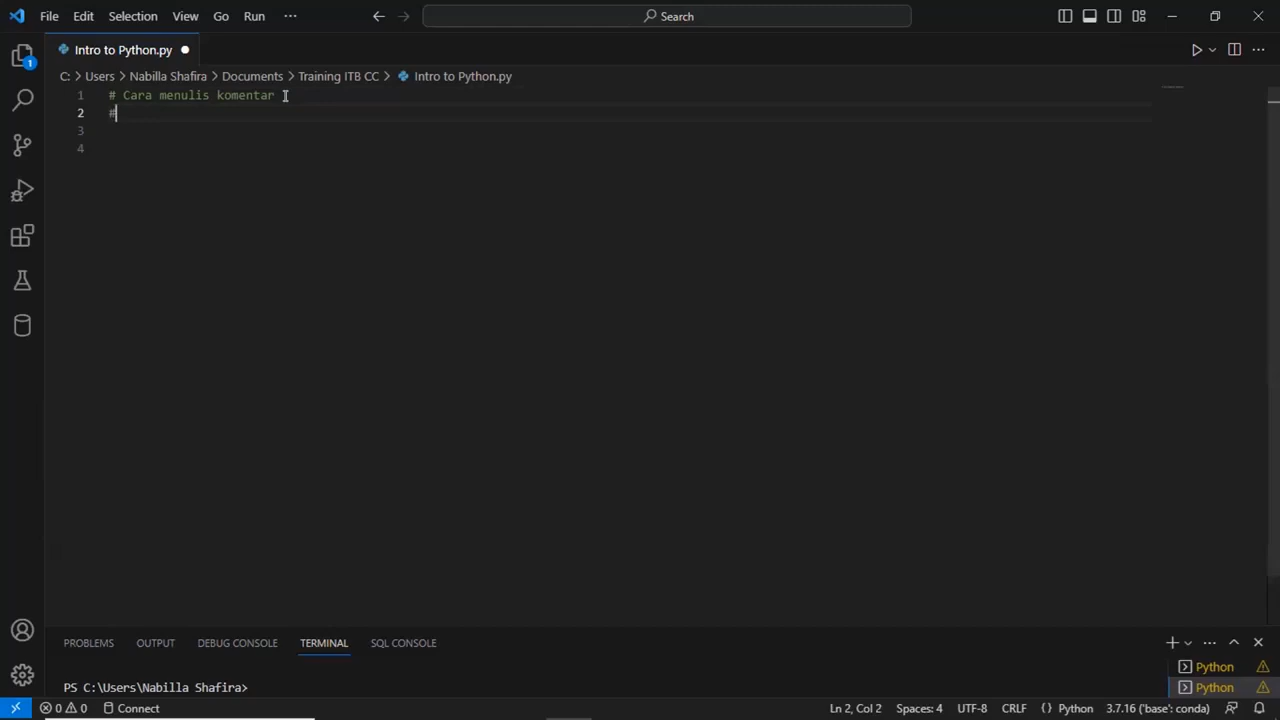 File Edit Selection View Go Run ··· Search
Intro to Python.py
C: > Users > Nabilla Shafira > Documents > Training ITB CC > Intro to Python.py
1 # Cara menulis komentar
2 #
3
4
1
PROBLEMS OUTPUT DEBUG CONSOLE TERMINAL SQL CONSOLE
Python
PS C:\Users\Nabilla Shafira>
Python
0 0 Connect Ln 2, Col 2 Spaces: 4 UTF-8 CRLF {} Python 3.7.16 ('base': conda)